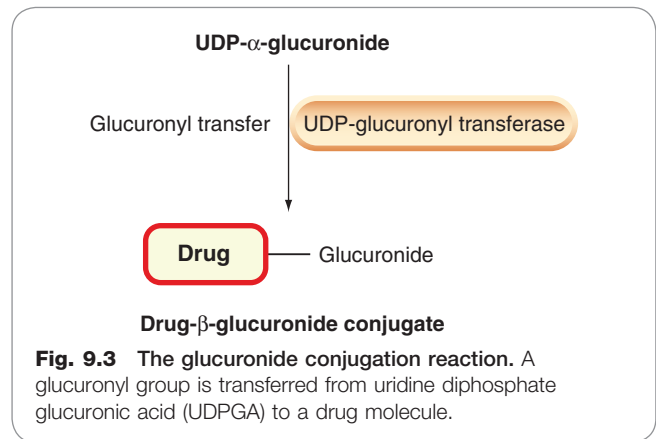 UDP-α-glucuronide
Glucuronyl transfer
UDP-glucuronyl transferase
Drug
Glucuronide
Drug-β-glucuronide conjugate
Fig. 9.3 The glucuronide conjugation reaction. A
glucuronyl group is transferred from uridine diphosphate
glucuronic acid (UDPGA) to a drug molecule.